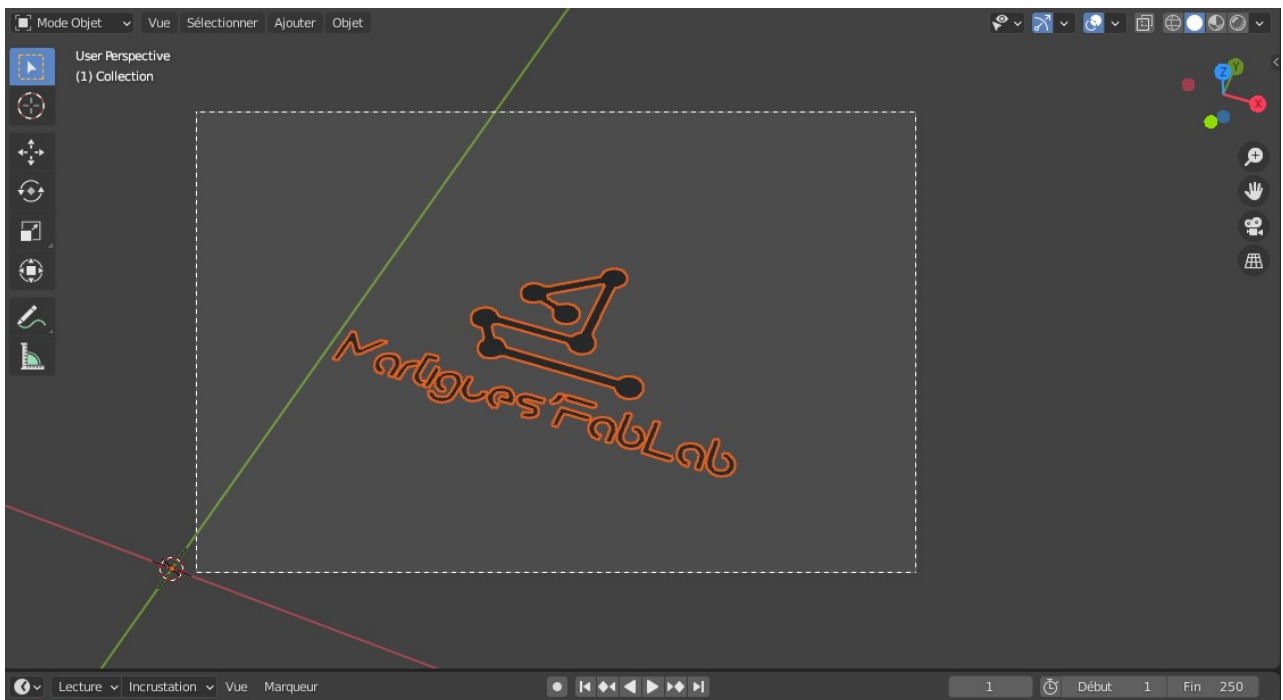 Mode Objet Vue Sélectionner Ajouter Objet
User Perspective
(1) Collection
Z
Y
X
Martigues'FabLab
Lecture Incrustation Vue Marqueur 1 Début 1 Fin 250